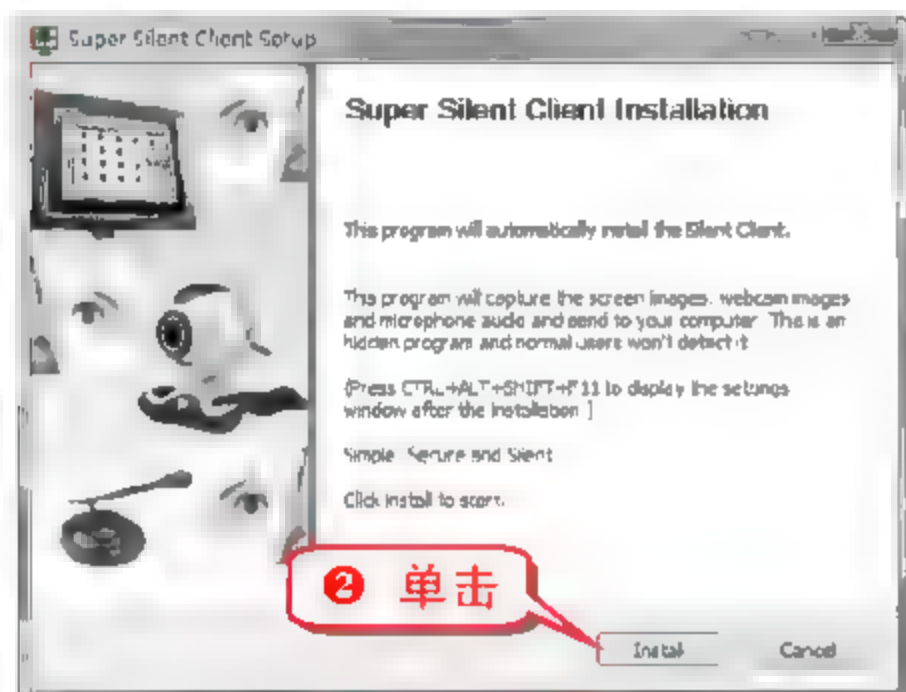 Super Silent Client Setup
Super Silent Client Installation
This program will automatically install the Silent Client.
This program will capture the screen images, webcam images
and microphone audio and send to your computer. This is an
hidden program and normal users won't detect it
(Press CTRL+ALT+SHIFT+F11 to display the settings
window after the installation.)
Simple, Secure and Silent
Click install to start.
❷ 单击
Install
Cancel